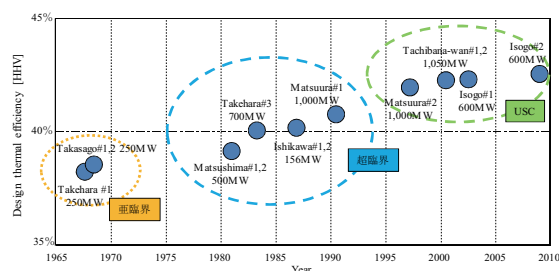 45%
Isogo#2
600MW
Tachibana-wan#1,2
1,050MW
Matsuura#1
1,000MW
Takehara#3
700MW
Matsuura#2
1,000MW
Isogo#1
600MW
USC
Design thermal efficiency [HHV]
40%
Takasago#1,2 250MW
Ishikawa#1,2
156MW
Matsushima#1,2
500MW
超臨界
Takehara #1
250MW
亜臨界
35%
1965 1970 1975 1980 1985 1990 1995 2000 2005 2010
Year